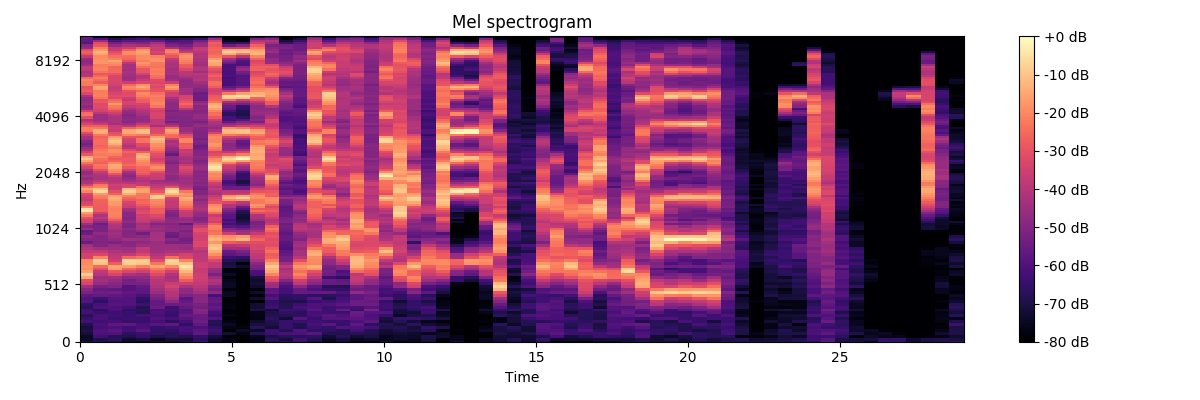 Mel spectrogram
8192
4096
2048
1024
512
0
Hz
0 5 10 15 20 25
Time
+0 dB
-10 dB
-20 dB
-30 dB
-40 dB
-50 dB
-60 dB
-70 dB
-80 dB